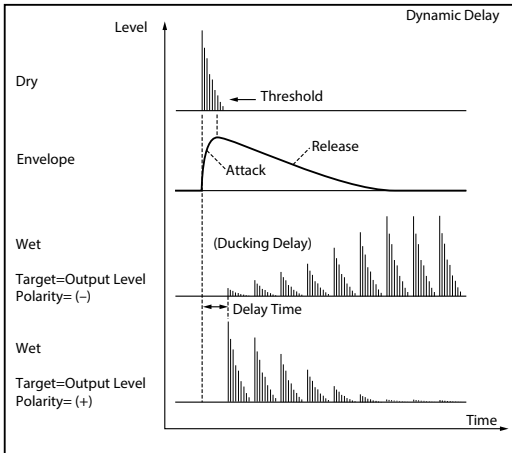 Dynamic Delay
Level
Dry
Threshold
Envelope
Release
Attack
Wet
(Ducking Delay)
Target=Output Level
Polarity= (–)
Delay Time
Wet
Target=Output Level
Polarity= (+)
Time